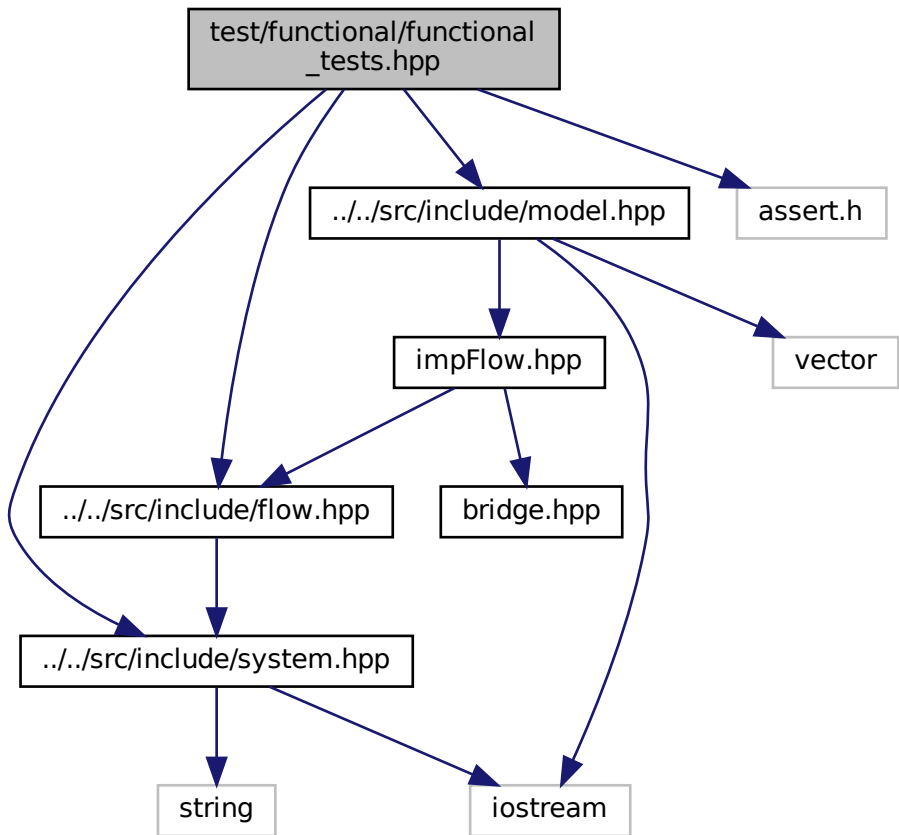 test/functional/functional
_tests.hpp
../../src/include/model.hpp
assert.h
impFlow.hpp
vector
../../src/include/flow.hpp
bridge.hpp
../../src/include/system.hpp
string
iostream